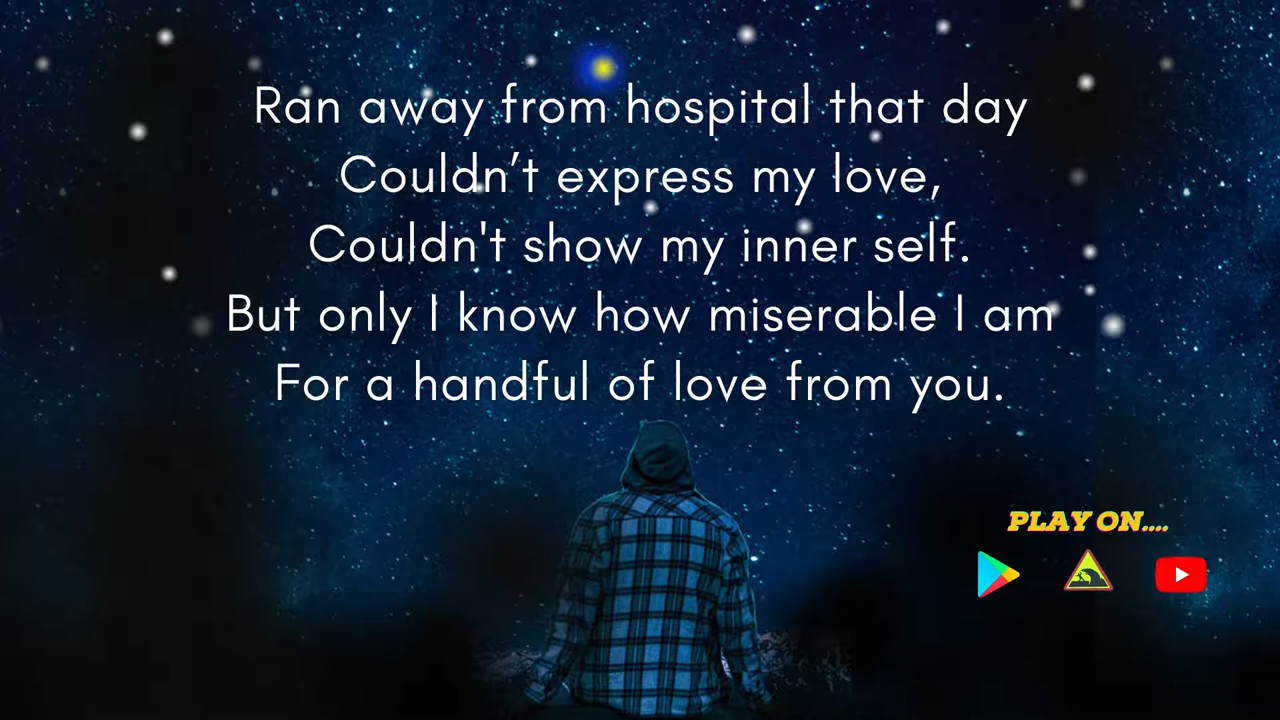 Ran away from hospital that day
Couldn’t express my love,
Couldn't show my inner self.
But only I know how miserable I am
For a handful of love from you.
PLAY ON....